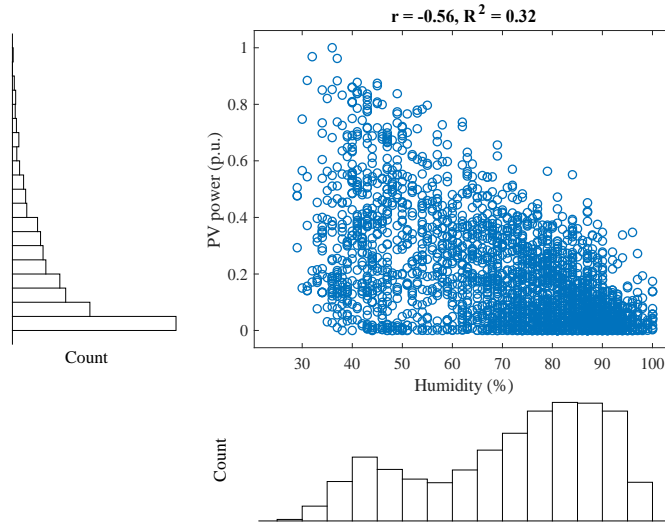 r = -0.56, R² = 0.32
1
0.8
0.6
0.4
0.2
0
PV power (p.u.)
30 40 50 60 70 80 90 100
Humidity (%)
Count
Count